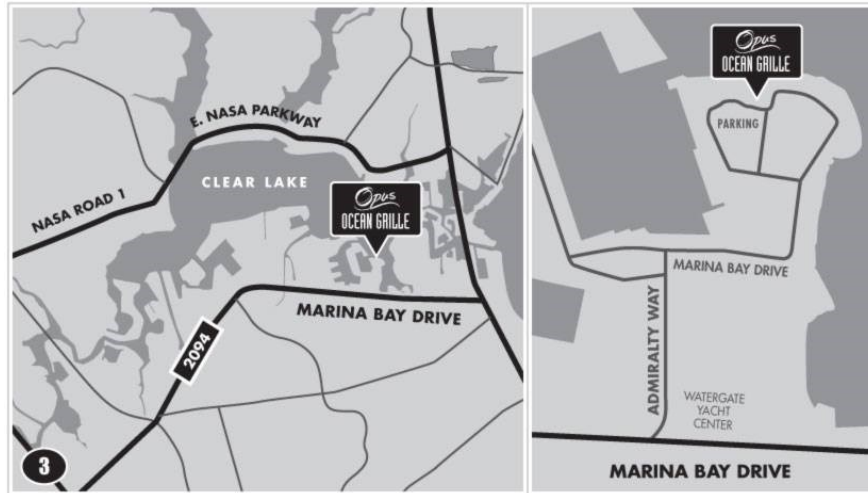 E. NASA PARKWAY
NASA ROAD 1
CLEAR LAKE
Opus
OCEAN GRILLE
MARINA BAY DRIVE
2094
3
Opus
OCEAN GRILLE
PARKING
MARINA BAY DRIVE
ADMIRALTY WAY
WATERGATE
YACHT
CENTER
MARINA BAY DRIVE